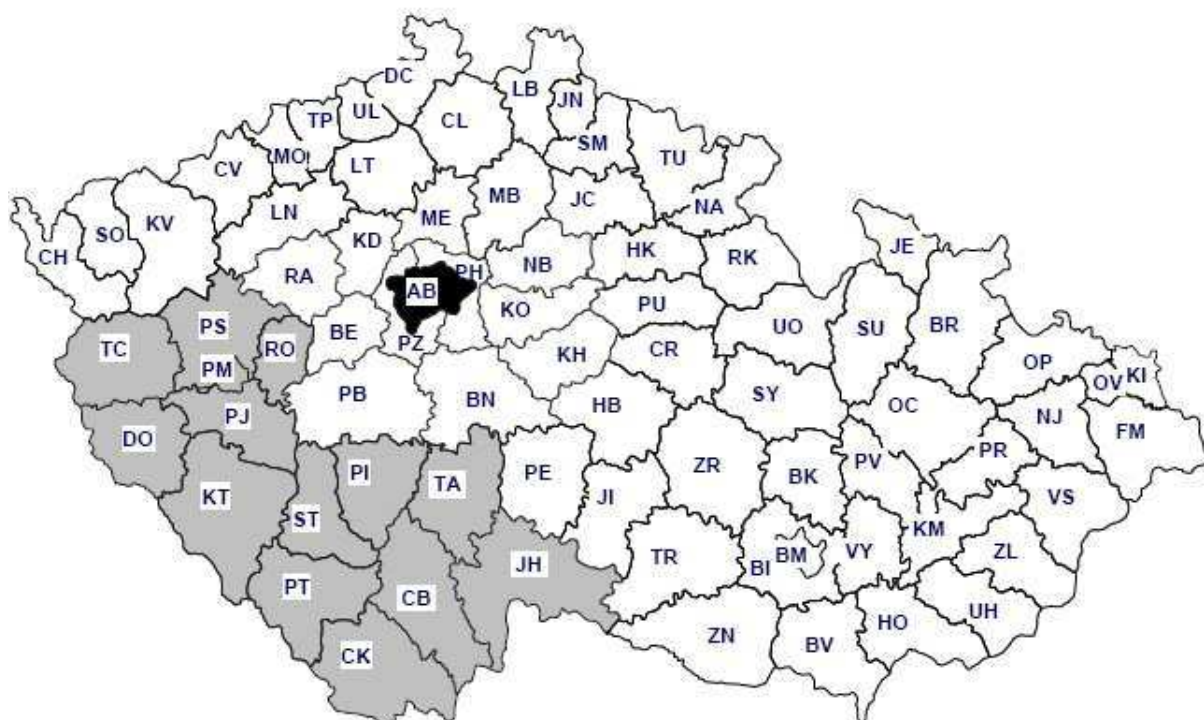 DC
LB
JN
TP
UL
CL
SM
MO
CV
LT
TU
MB
JC
KV
LN
ME
NA
SO
KD
CH
RA
PH
NB
HK
RK
JE
AB
KO
PU
PS
BE
UO
SU
BR
TC
RO
PZ
KH
CR
OP
PM
OV
KI
PB
BN
HB
SY
OC
PJ
NJ
FM
DO
PI
TA
PE
ZR
PV
PR
KT
JI
BK
VS
ST
KM
JH
TR
BI
BM
VY
ZL
PT
CB
ZN
BV
HO
UH
CK